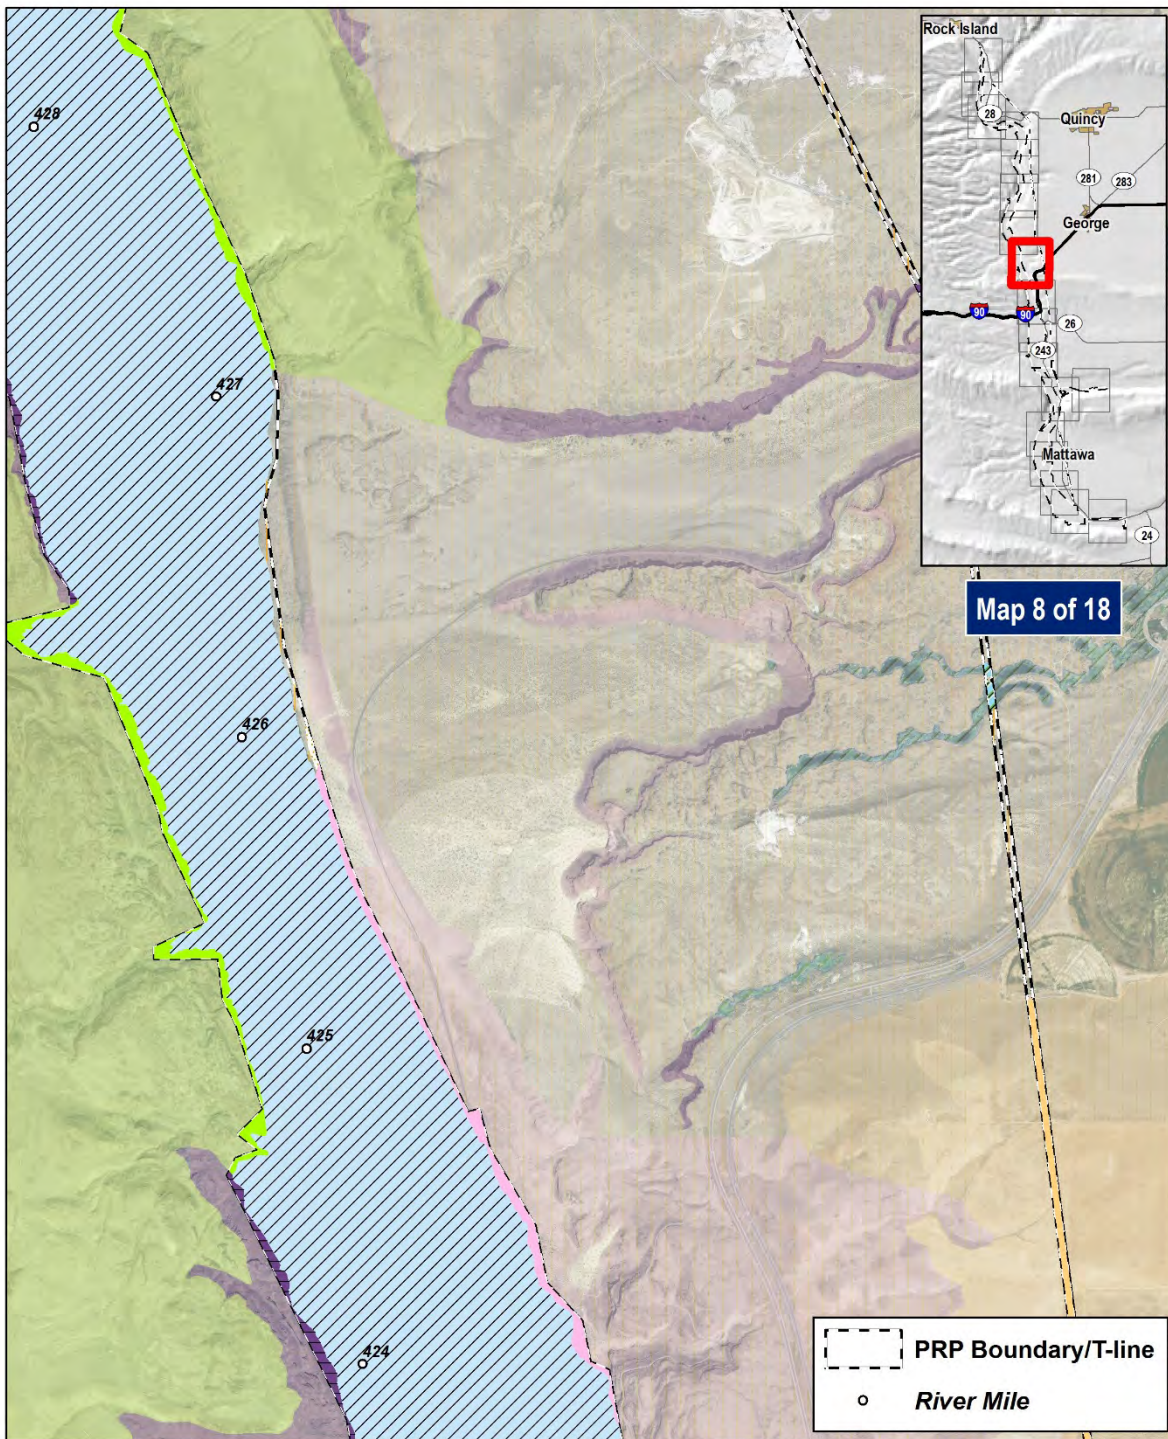 Rock Island
28
Quincy
281
283
George
90
90
26
243
Mattawa
24
Map 8 of 18
428
427
426
425
424
PRP Boundary/T-line
River Mile